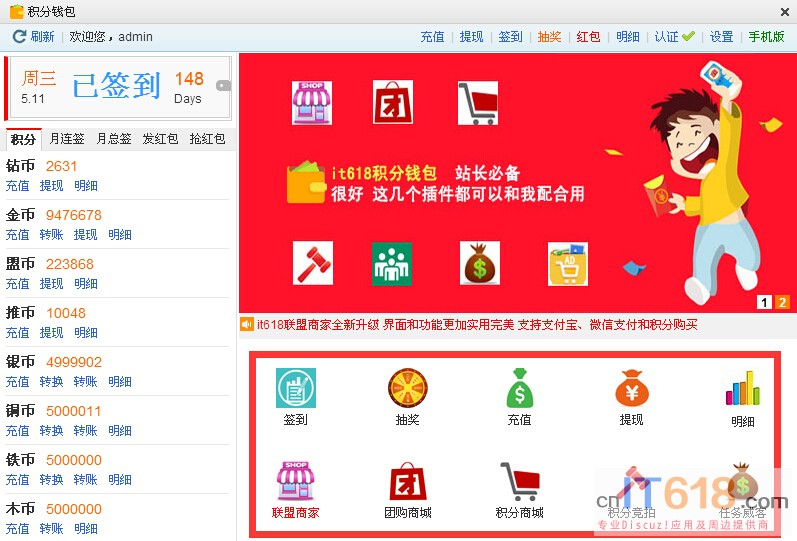 积分钱包
刷新 欢迎您，admin 充值 提现 签到 抽奖 红包 明细 认证 设置 手机版
周三 已签到 148
5.11 Days
积分 月连签 月总签 发红包 抢红包
钻币 2631
充值 提现 明细
金币 9476678
充值 转账 提现 明细
盟币 223868
充值 提现 明细
推币 10048
充值 提现 明细
银币 4999902
充值 转换 转账 明细
铜币 5000011
充值 转换 转账 明细
铁币 5000000
充值 转换 转账 明细
木币 5000000
充值 转账 明细
SHOP
团
it618积分钱包 站长必备
很好 这几个插件都可以和我配合用
$
AD
1 2
it618联盟商家全新升级 界面和功能更加实用完美 支持支付宝、微信支付和积分购买
签到 抽奖 充值 提现 明细
SHOP
团
联盟商家 团购商城 积分商城 积分竞拍 任务威客
cnIT618.com
专业Discuz!应用及周边提供商